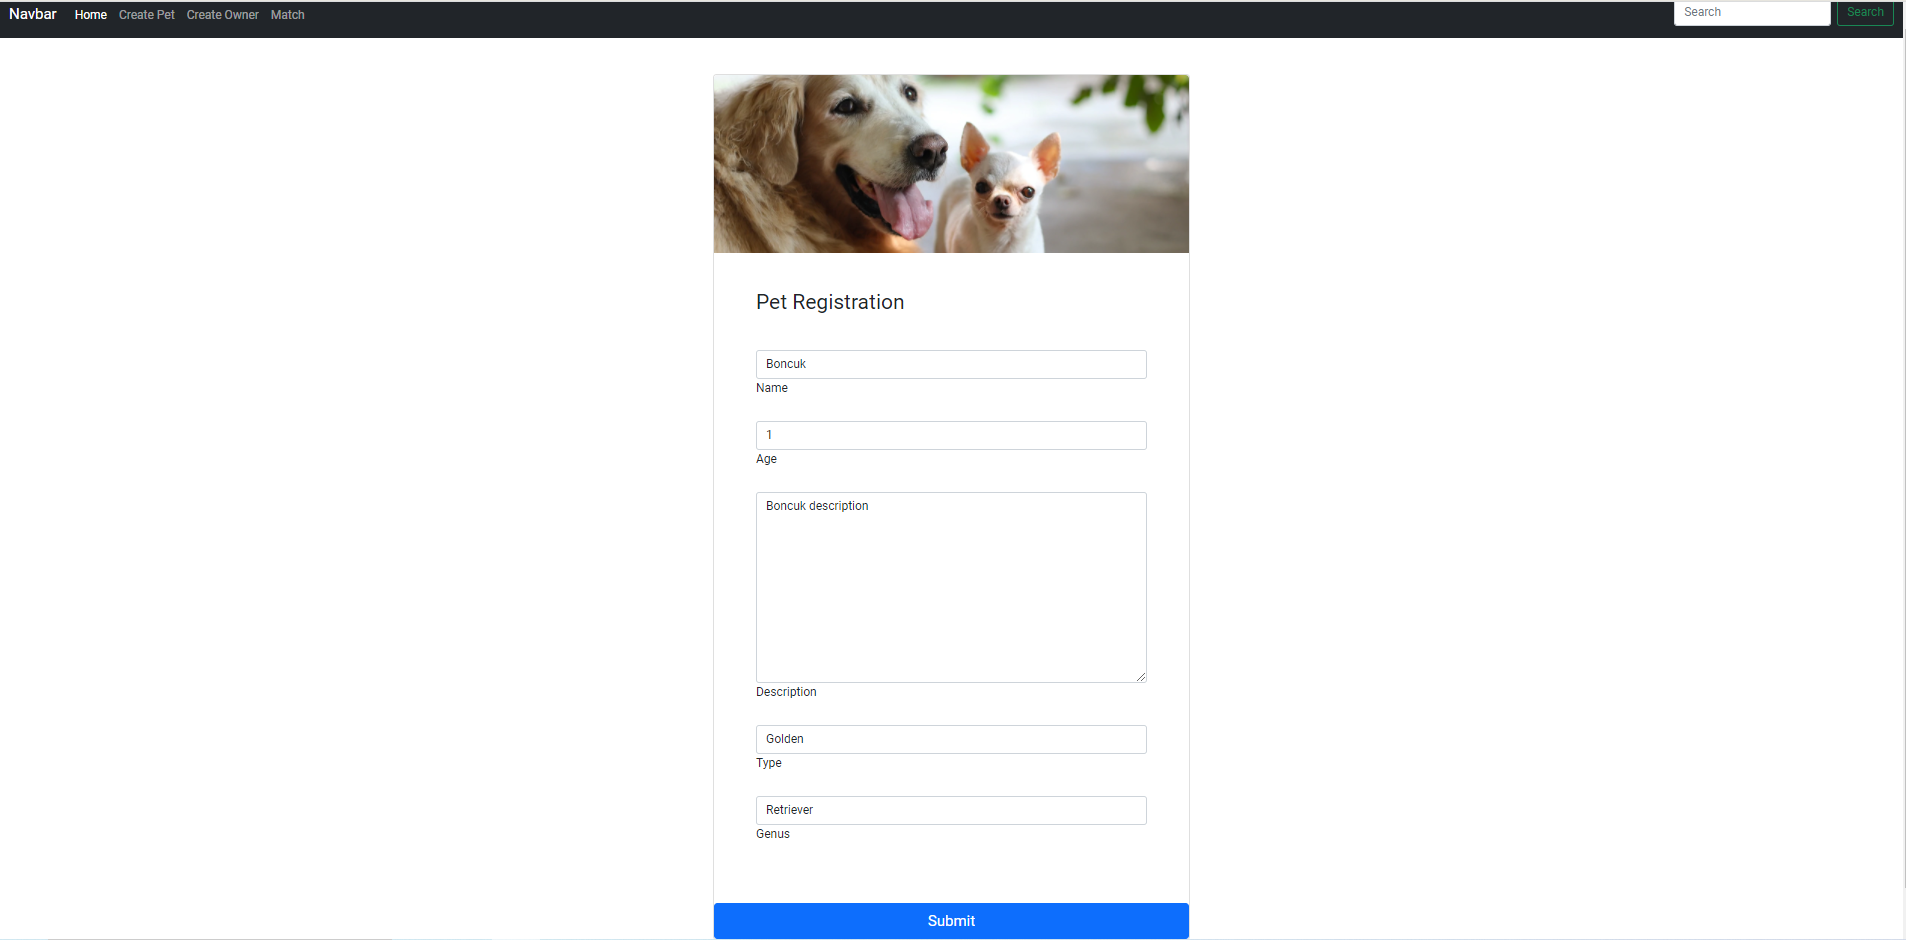 Navbar Home Create Pet Create Owner Match Search Search
Pet Registration
Boncuk
Name
1
Age
Boncuk description
Description
Golden
Type
Retriever
Genus
Submit